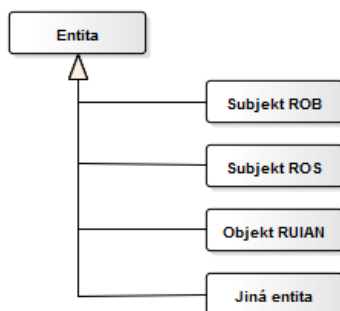 Entita
Subjekt ROB
Subjekt ROS
Objekt RUIAN
Jiná entita